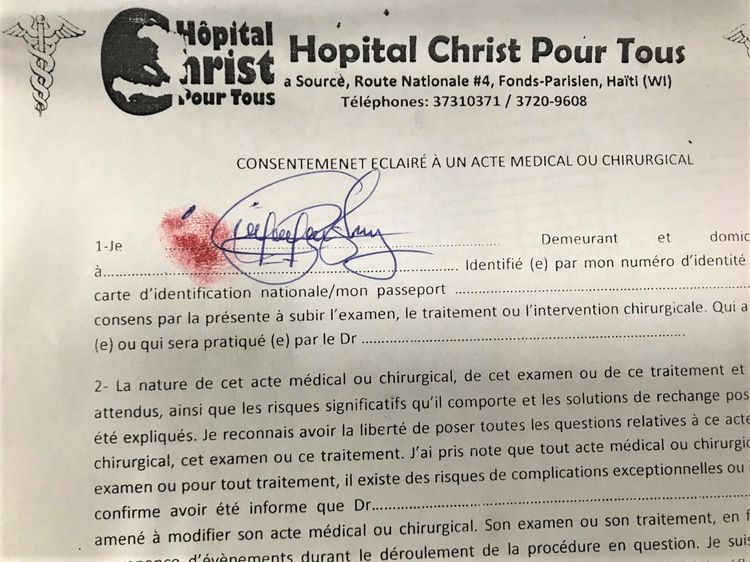 Hôpital
Christ
Pour Tous
Hopital Christ Pour Tous
a Source, Route Nationale #4, Fonds-Parisien, Haïti (WI)
Téléphones: 37310371 / 3720-9608
CONSENTEMENET ECLAIRÉ À UN ACTE MEDICAL OU CHIRURGICAL
1-Je Demeurant et domic
à.......................................................................... Identifié (e) par mon numéro d'identité
carte d'identification nationale/mon passeport ..............................................................
consens par la présente à subir l'examen, le traitement ou l'intervention chirurgicale. Qui a
(e) ou qui sera pratiqué (e) par le Dr ....................................................................
2- La nature de cet acte médical ou chirurgical, de cet examen ou de ce traitement et
attendus, ainsi que les risques significatifs qu'il comporte et les solutions de rechange pos
été expliqués. Je reconnais avoir la liberté de poser toutes les questions relatives à ce acte
chirurgical, cet examen ou ce traitement. J'ai pris note que tout acte médical ou chirurgic
examen ou pour tout traitement, il existe des risques de complications exceptionnelles ou
confirme avoir été informe que Dr..............................................................................
amené à modifier son acte médical ou chirurgical. Son examen ou son traitement, en f
d'évènements durant le déroulement de la procédure en question. Je suis